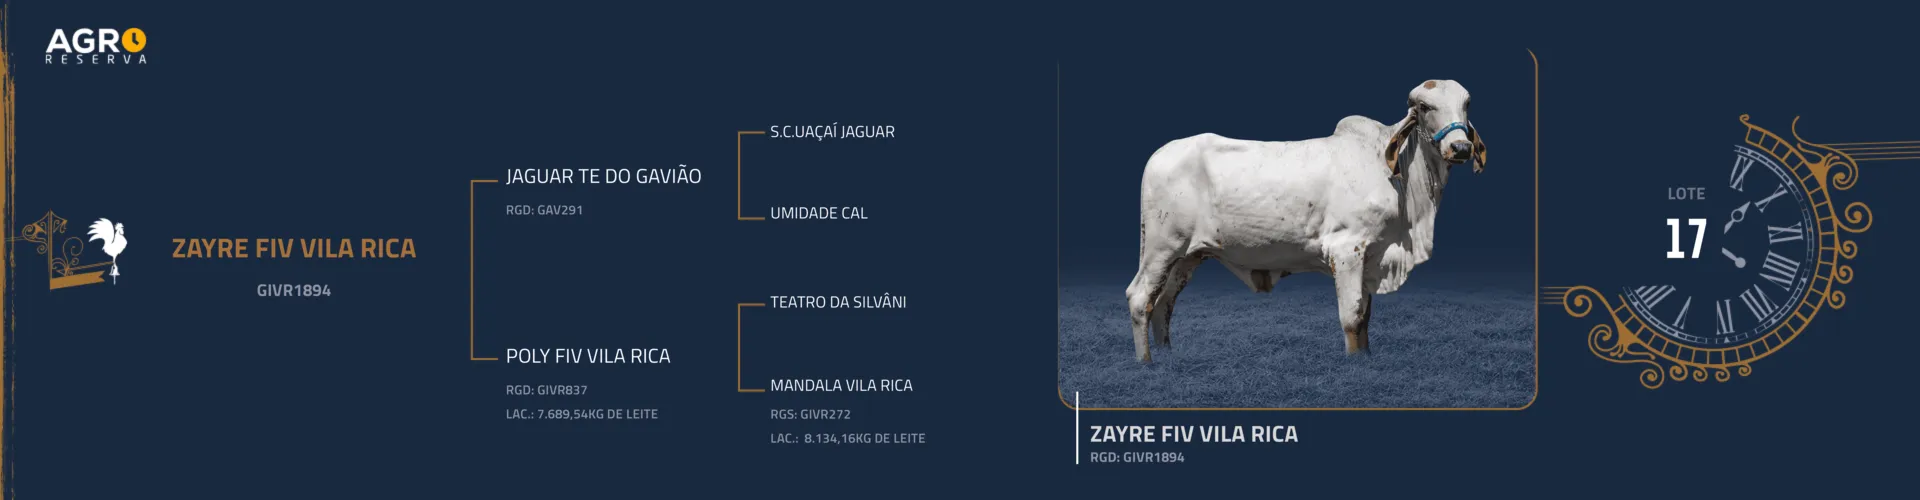 AGRO
RESERVA
ZAYRE FIV VILA RICA
GIVR1894
JAGUAR TE DO GAVIÃO
RGD: GAV291
POLY FIV VILA RICA
RGD: GIVR837
LAC.: 7.689,54KG DE LEITE
S.C.UAÇAÍ JAGUAR
UMIDADE CAL
TEATRO DA SILVÂNI
MANDALA VILA RICA
RGS: GIVR272
LAC.: 8.134,16KG DE LEITE
ZAYRE FIV VILA RICA
RGD: GIVR1894
LOTE
17